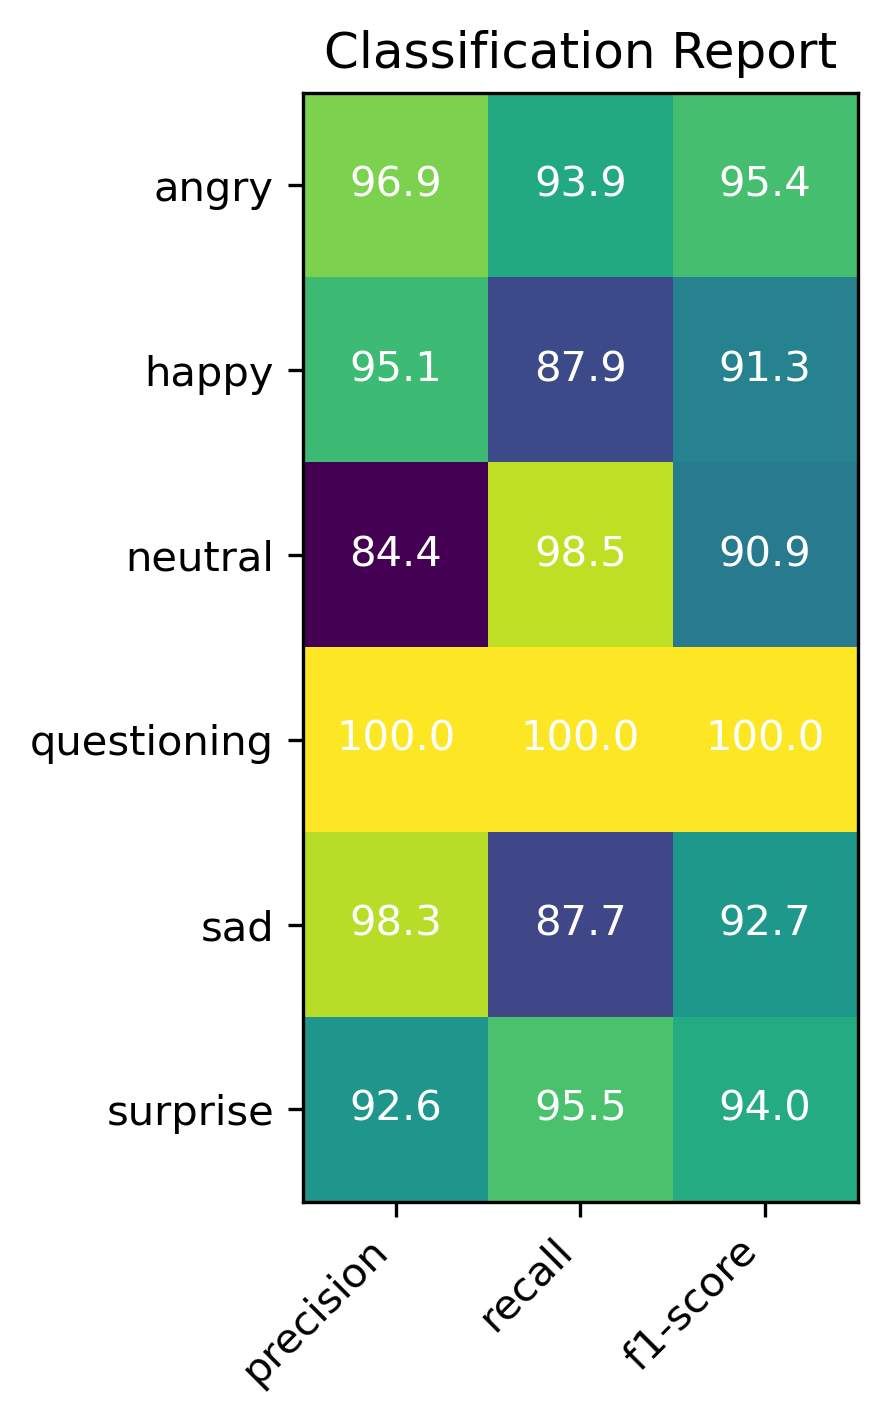 Classification Report
angry 96.9 93.9 95.4
happy 95.1 87.9 91.3
neutral 84.4 98.5 90.9
questioning 100.0 100.0 100.0
sad 98.3 87.7 92.7
surprise 92.6 95.5 94.0
precision recall f1-score